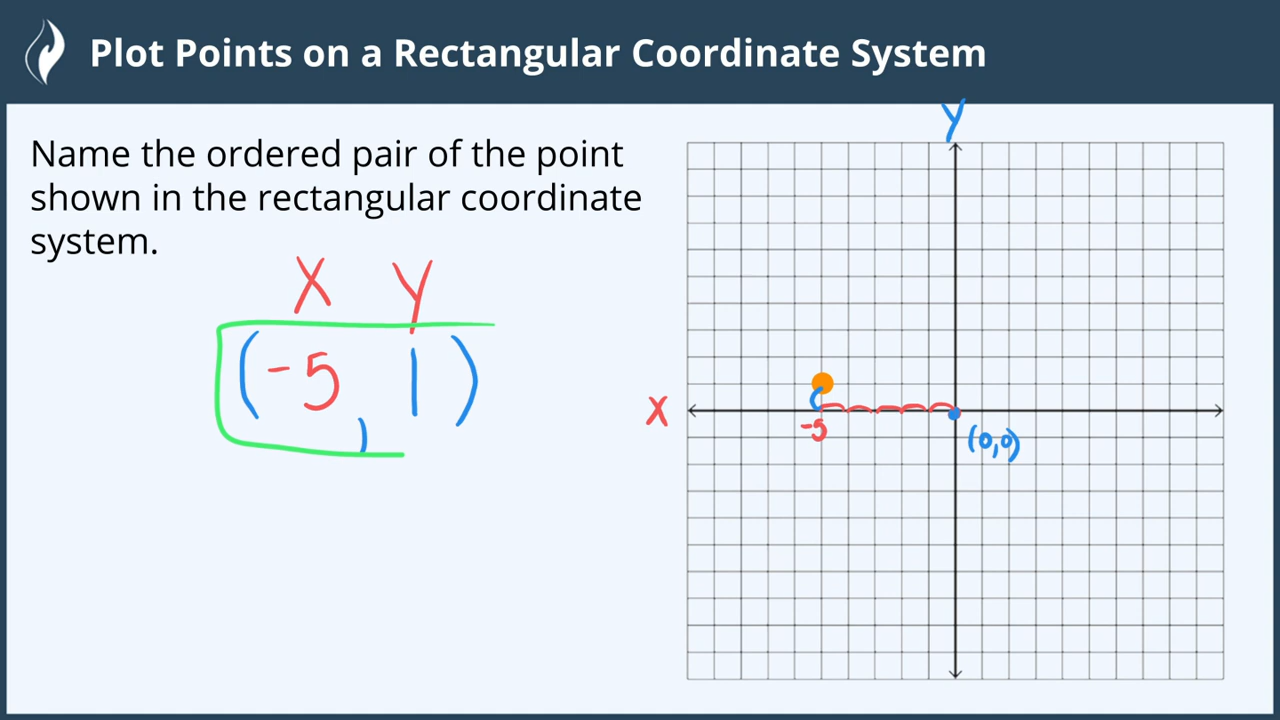 Plot Points on a Rectangular Coordinate System
Name the ordered pair of the point
shown in the rectangular coordinate
system.
X Y
(-5, 1)
y
X
-5
(0,0)